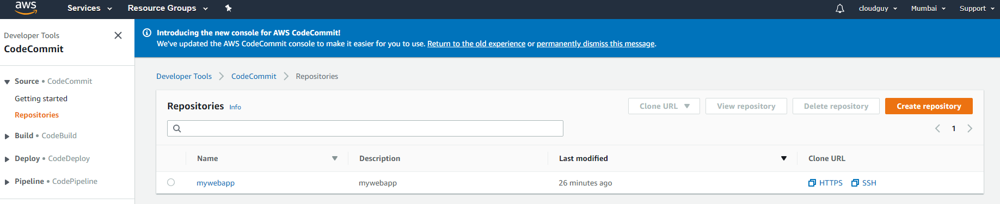 aws Services Resource Groups cloudguy Mumbai Support
Developer Tools
CodeCommit
Source • CodeCommit
Getting started
Repositories
Build • CodeBuild
Deploy • CodeDeploy
Pipeline • CodePipeline
Introducing the new console for AWS CodeCommit!
We've updated the AWS CodeCommit console to make it easier for you to use. Return to the old experience or permanently dismiss this message.
Developer Tools CodeCommit Repositories
Repositories Info Clone URL View repository Delete repository Create repository
1
Name Description Last modified Clone URL
mywebapp mywebapp 26 minutes ago HTTPS SSH